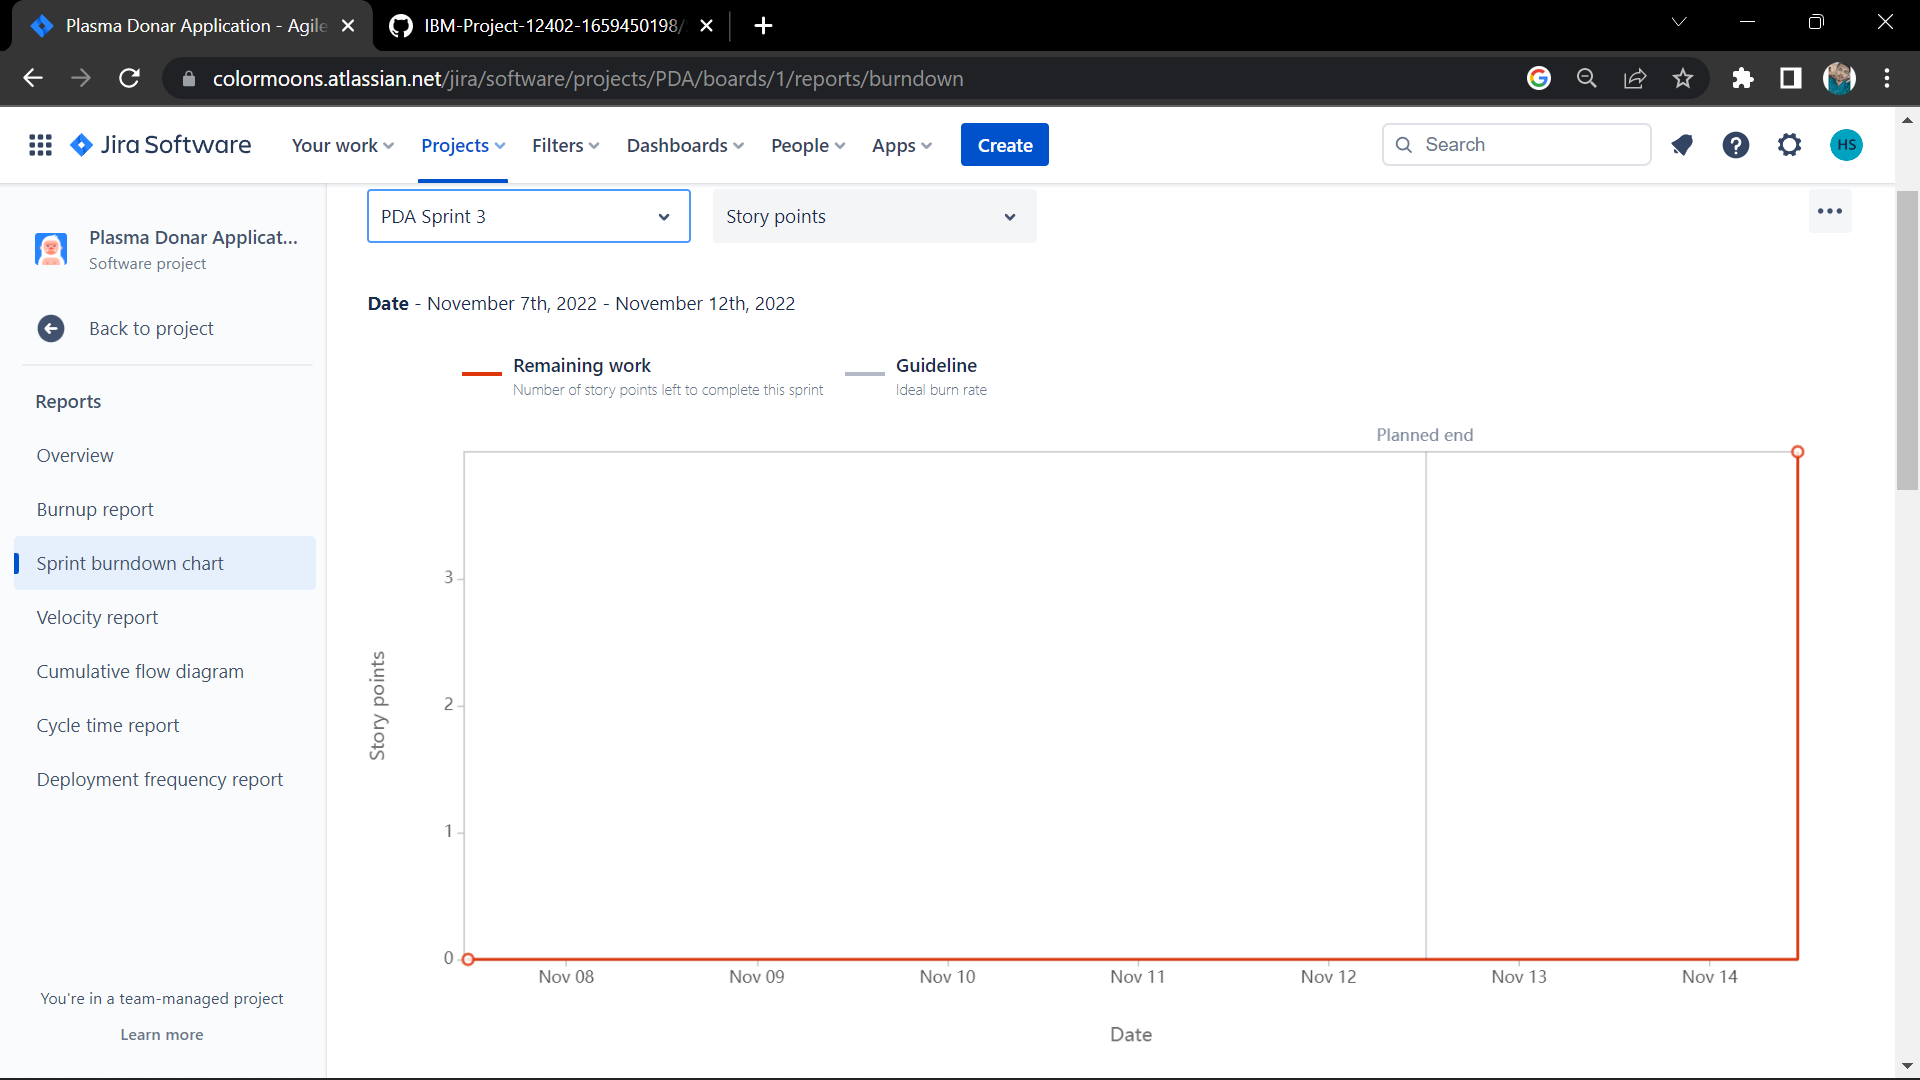 Plasma Donar Application - Agile
IBM-Project-12402-1659450198/
colormoons.atlassian.net/jira/software/projects/PDA/boards/1/reports/burndown
Jira Software
Your work
Projects
Filters
Dashboards
People
Apps
Create
Search
HS
Plasma Donar Applicat...
Software project
Back to project
Reports
Overview
Burnup report
Sprint burndown chart
Velocity report
Cumulative flow diagram
Cycle time report
Deployment frequency report
You're in a team-managed project
Learn more
PDA Sprint 3
Story points
Date - November 7th, 2022 - November 12th, 2022
Remaining work
Number of story points left to complete this sprint
Guideline
Ideal burn rate
Planned end
3
2
1
0
Story points
Nov 08
Nov 09
Nov 10
Nov 11
Nov 12
Nov 13
Nov 14
Date